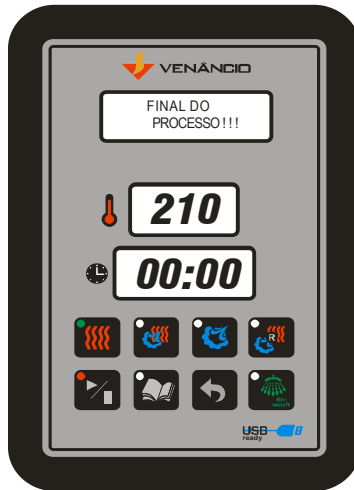 VENÂNCIO
FINAL DO
PROCESSO!!!
210
00:00
R
USB
ready